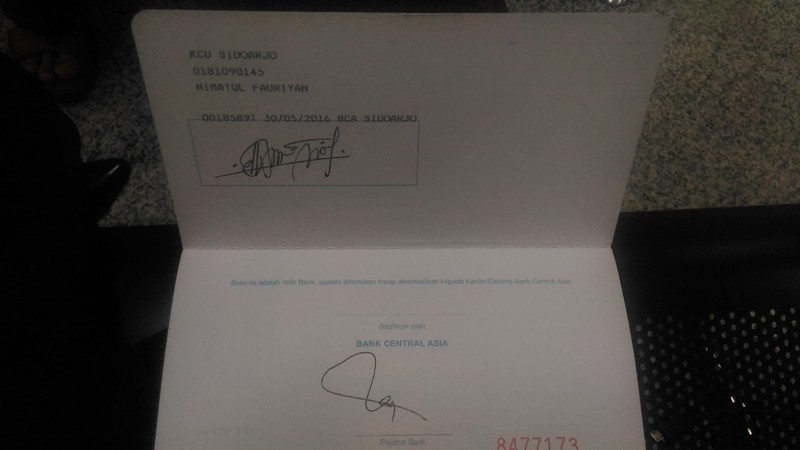 KCU SIDOARJO
0181090145
NIMATUL FAURIYAH
00185891 30/05/2016 BCA SIDOARJO
Buku ini adalah milik Bank, apabila ditemukan harap dikembalikan kepada Kantor/Cabang Bank Central Asia
disahkan oleh
BANK CENTRAL ASIA
Pejabat Bank
8477173